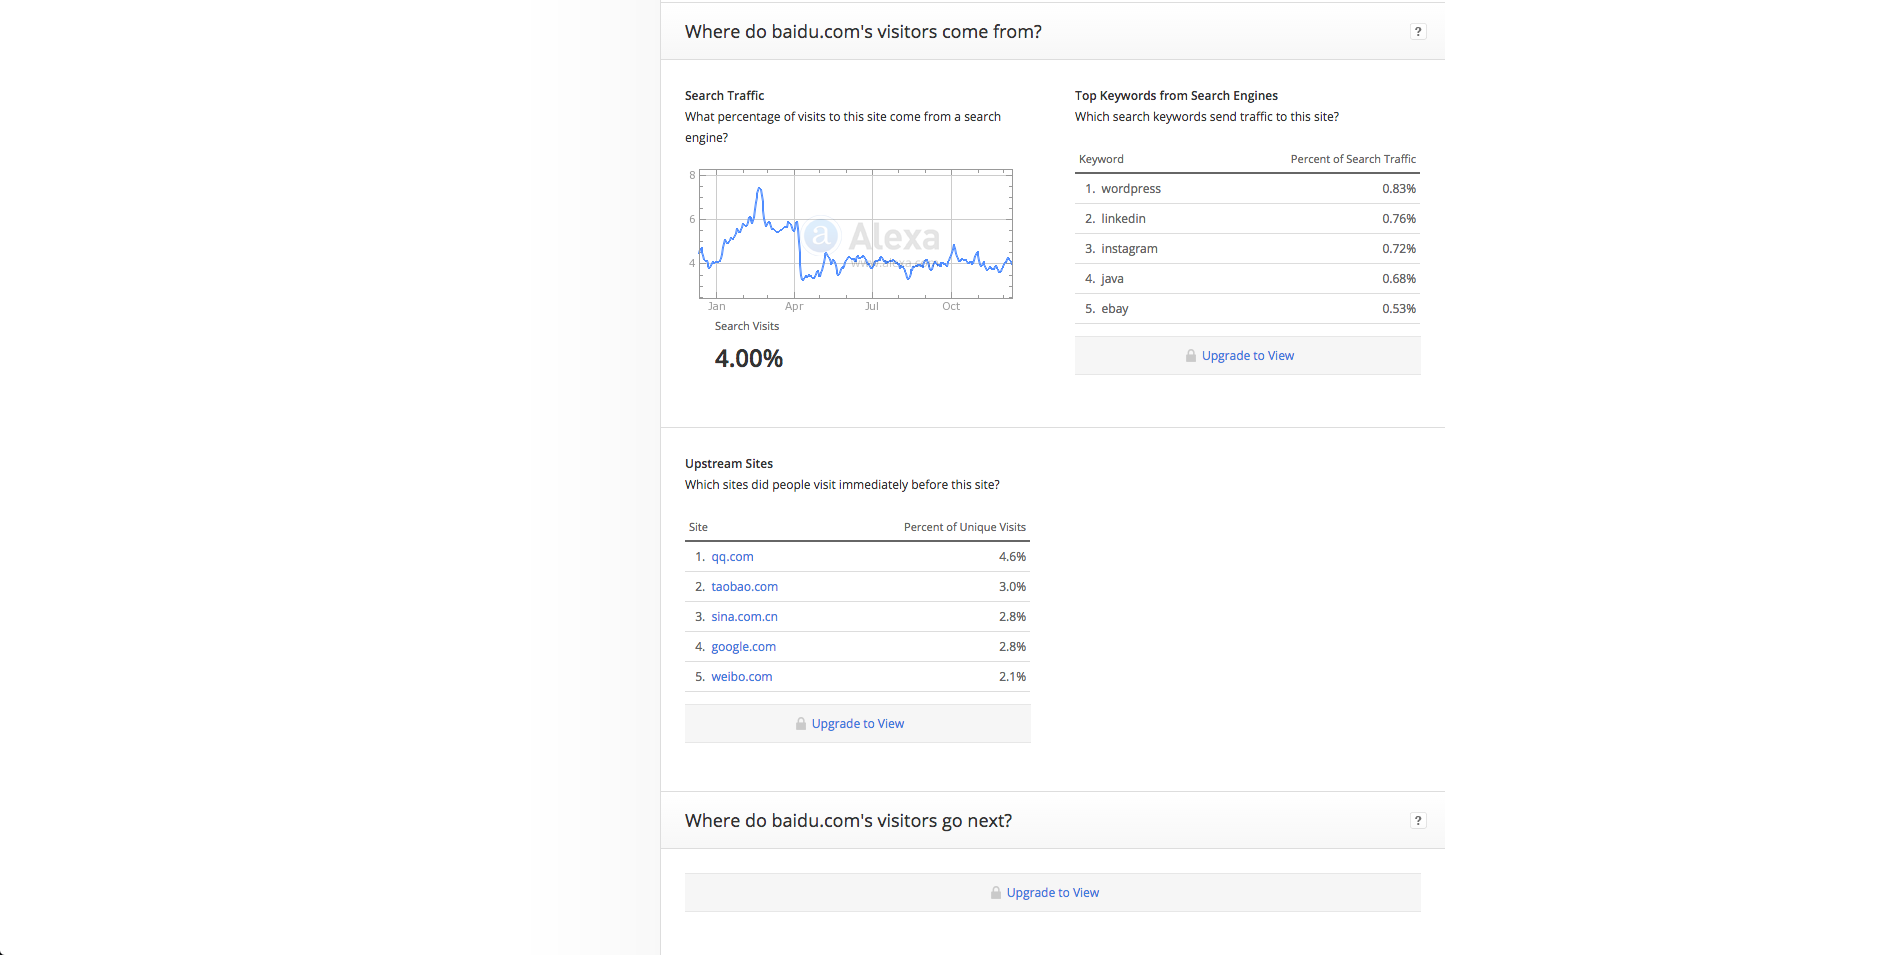 Where do baidu.com's visitors come from?
?
Search Traffic
What percentage of visits to this site come from a search
engine?
8
6
4
Jan Apr Jul Oct
a Alexa
Search Visits
4.00%
Top Keywords from Search Engines
Which search keywords send traffic to this site?
Keyword Percent of Search Traffic
1. wordpress 0.83%
2. linkedin 0.76%
3. instagram 0.72%
4. java 0.68%
5. ebay 0.53%
Upgrade to View
Upstream Sites
Which sites did people visit immediately before this site?
Site Percent of Unique Visits
1. qq.com 4.6%
2. taobao.com 3.0%
3. sina.com.cn 2.8%
4. google.com 2.8%
5. weibo.com 2.1%
Upgrade to View
Where do baidu.com's visitors go next?
?
Upgrade to View